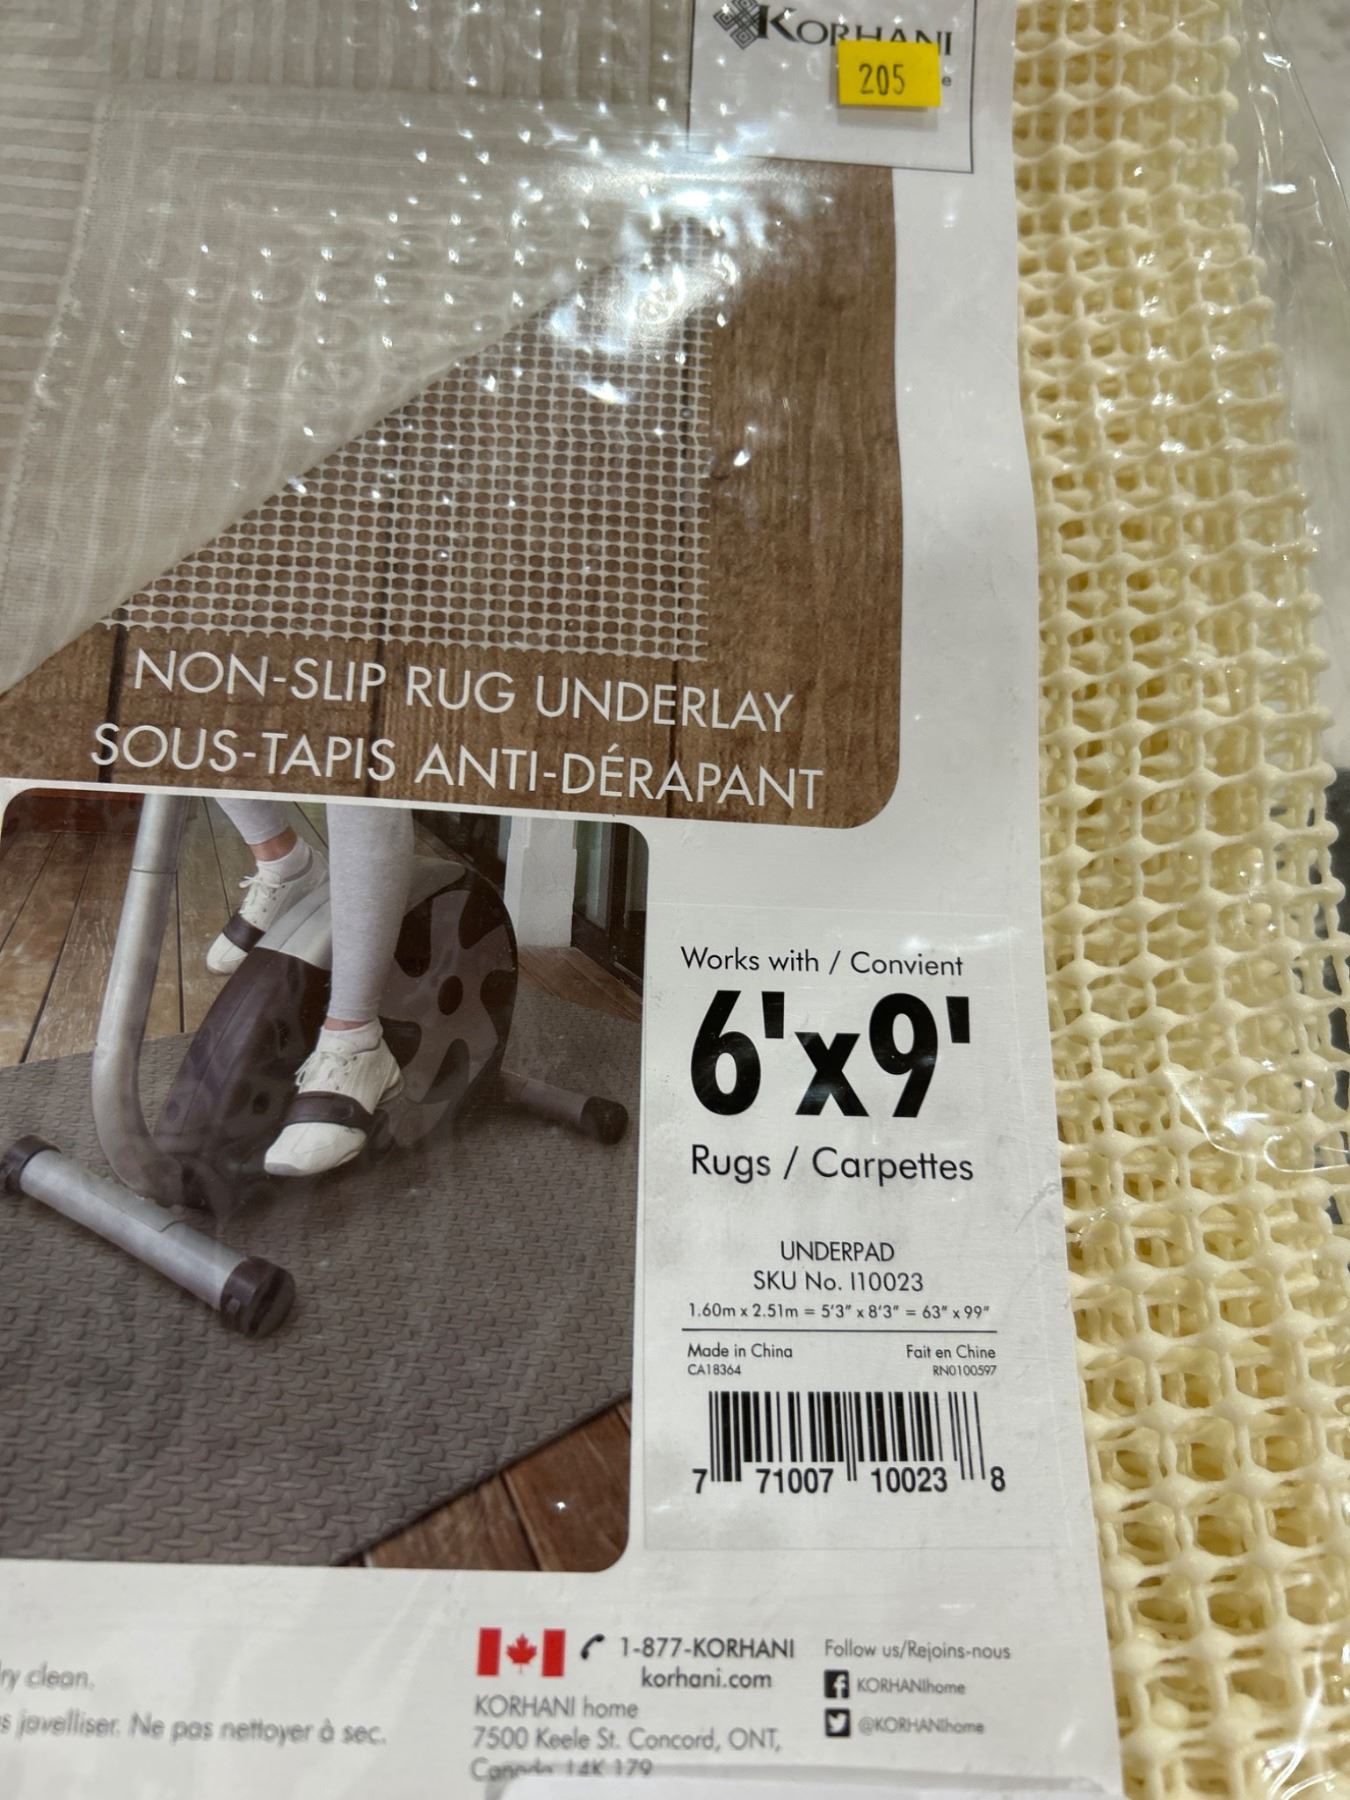 KORHANI
205
e
NON-SLIP RUG UNDERLAY
SOUS-TAPIS ANTI-DÉRAPANT
Works with / Convient
6'x9'
Rugs / Carpettes
UNDERPAD
SKU No. I10023
1.60m x 2.51m = 5'3" x 8'3" = 63" x 99"
Made in China Fait en Chine
CA18364 RN0100597
7 71007 10023 8
ry clean.
s javelliser. Ne pas nettoyer à sec.
1-877-KORHANI
korhani.com
KORHANI home
7500 Keele St. Concord, ONT,
Canada
Follow us/Rejoins-nous
KORHANIhome
@KORHANIhome